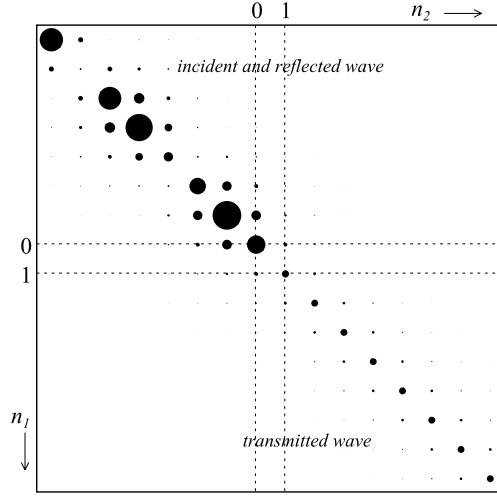 0 1 n2
incident and reflected wave
0
1
n1
transmitted wave